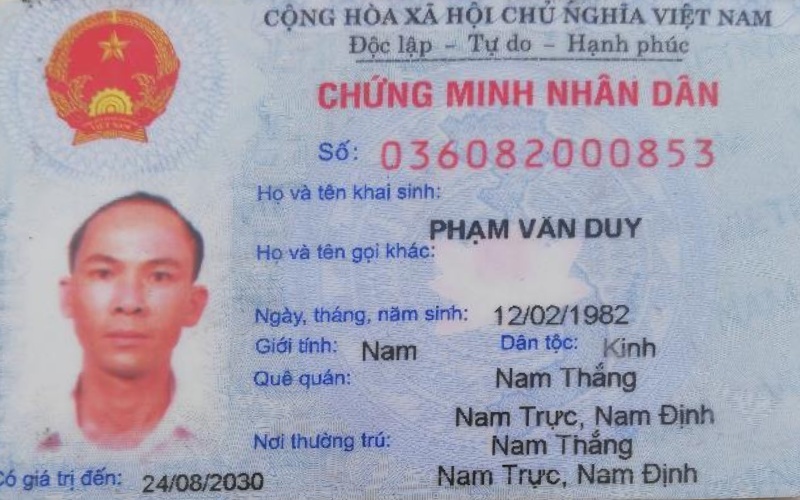 CỘNG HÒA XÃ HỘI CHỦ NGHĨA VIỆT NAM
Độc lập - Tự do - Hạnh phúc
CHỨNG MINH NHÂN DÂN
Số: 036082000853
Họ và tên khai sinh:
PHẠM VĂN DUY
Họ và tên gọi khác:
Ngày, tháng, năm sinh: 12/02/1982
Giới tính: Nam Dân tộc: Kinh
Quê quán: Nam Thắng
Nam Trực, Nam Định
Nơi thường trú: Nam Thắng
Có giá trị đến: 24/08/2030 Nam Trực, Nam Định
VIỆT NAM